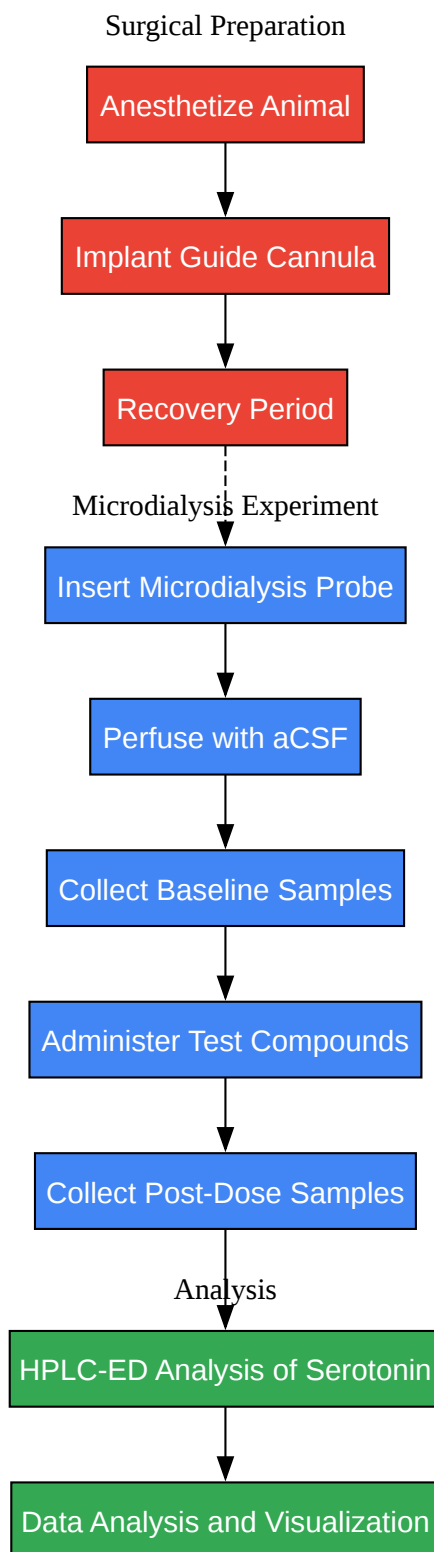 Surgical Preparation
Anesthetize Animal
Implant Guide Cannula
Recovery Period
Microdialysis Experiment
Insert Microdialysis Probe
Perfuse with aCSF
Collect Baseline Samples
Administer Test Compounds
Collect Post-Dose Samples
Analysis
HPLC-ED Analysis of Serotonin
Data Analysis and Visualization